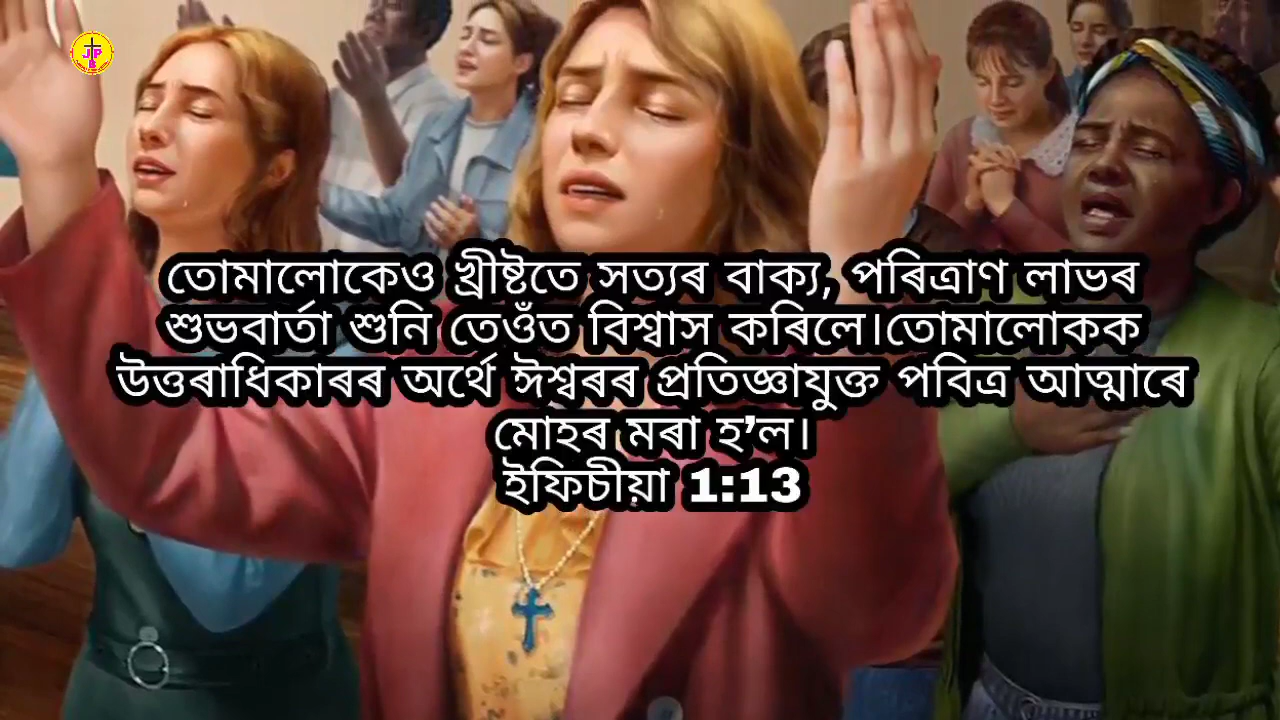 JP
B
তোমালোকেও খ্ৰীষ্টতে সত্যৰ বাক্য, পৰিত্ৰাণ লাভৰ
শুভবাৰ্তা শুনি তেওঁত বিশ্বাস কৰিলে।তোমালোকক
উত্তৰাধিকাৰৰ অৰ্থে ঈশ্বৰৰ প্ৰতিজ্ঞাযুক্ত পবিত্ৰ আত্মাৰে
মোহৰ মৰা হ’ল।
ইফিচীয়া 1:13